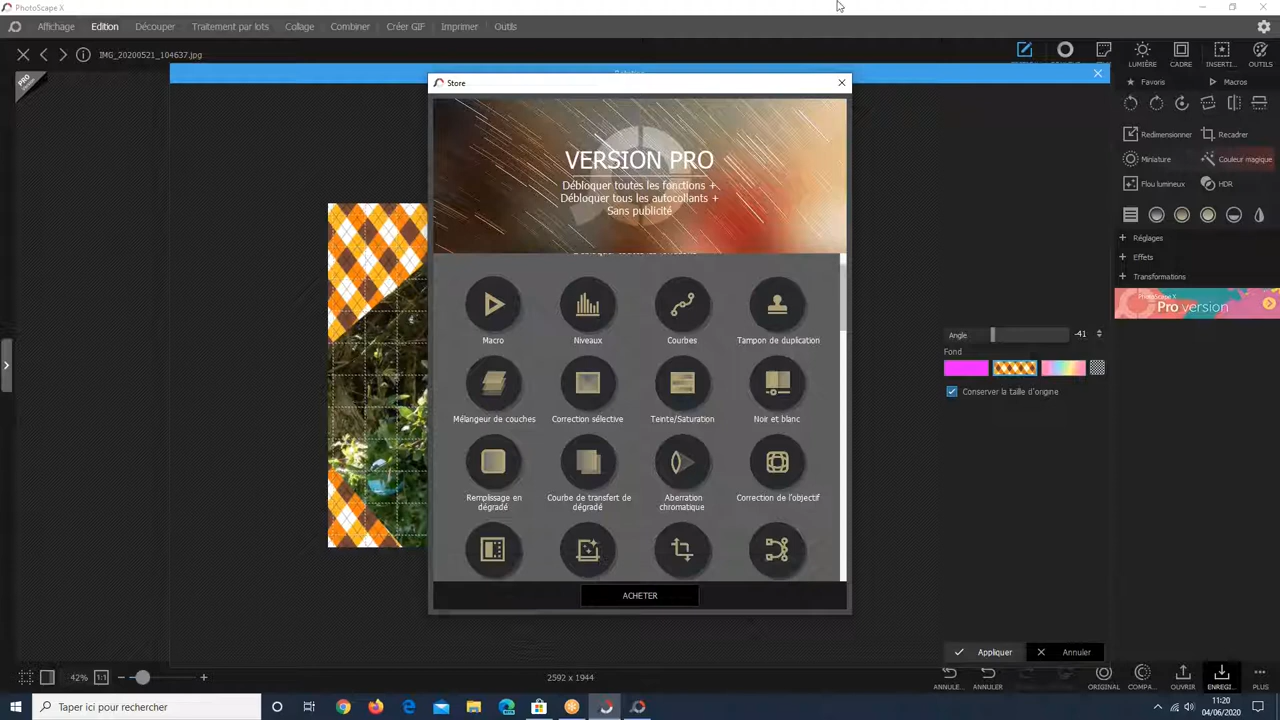 PhotoScape X
Affichage Edition Découper Traitement par lots Collage Combiner Créer GIF Imprimer Outils
IMG_20200521_104637.jpg
LUMIÈRE CADRE INSERTI... OUTILS
PRO
Store
Favoris Macros
VERSION PRO
Débloquer toutes les fonctions +
Débloquer tous les autocollants +
Sans publicité
Redimensionner Recadrer
Miniature Couleur magique
Flou lumineux HDR
Réglages
Effets
Transformations
PhotoScape X
Pro version
Macro Niveaux Courbes Tampon de duplication
Angle -41
Fond
Conserver la taille d'origine
Mélangeur de couches Correction sélective Teinte/Saturation Noir et blanc
Remplissage en dégradé Courbe de transfert de dégradé Aberration chromatique Correction de l'objectif
ACHETER
Appliquer Annuler
42% 1:1 2592 x 1944
ANNULE... ANNULER ORIGINAL COMPA... OUVRIR ENREGI... PLUS
Taper ici pour rechercher
11:20
04/06/2020